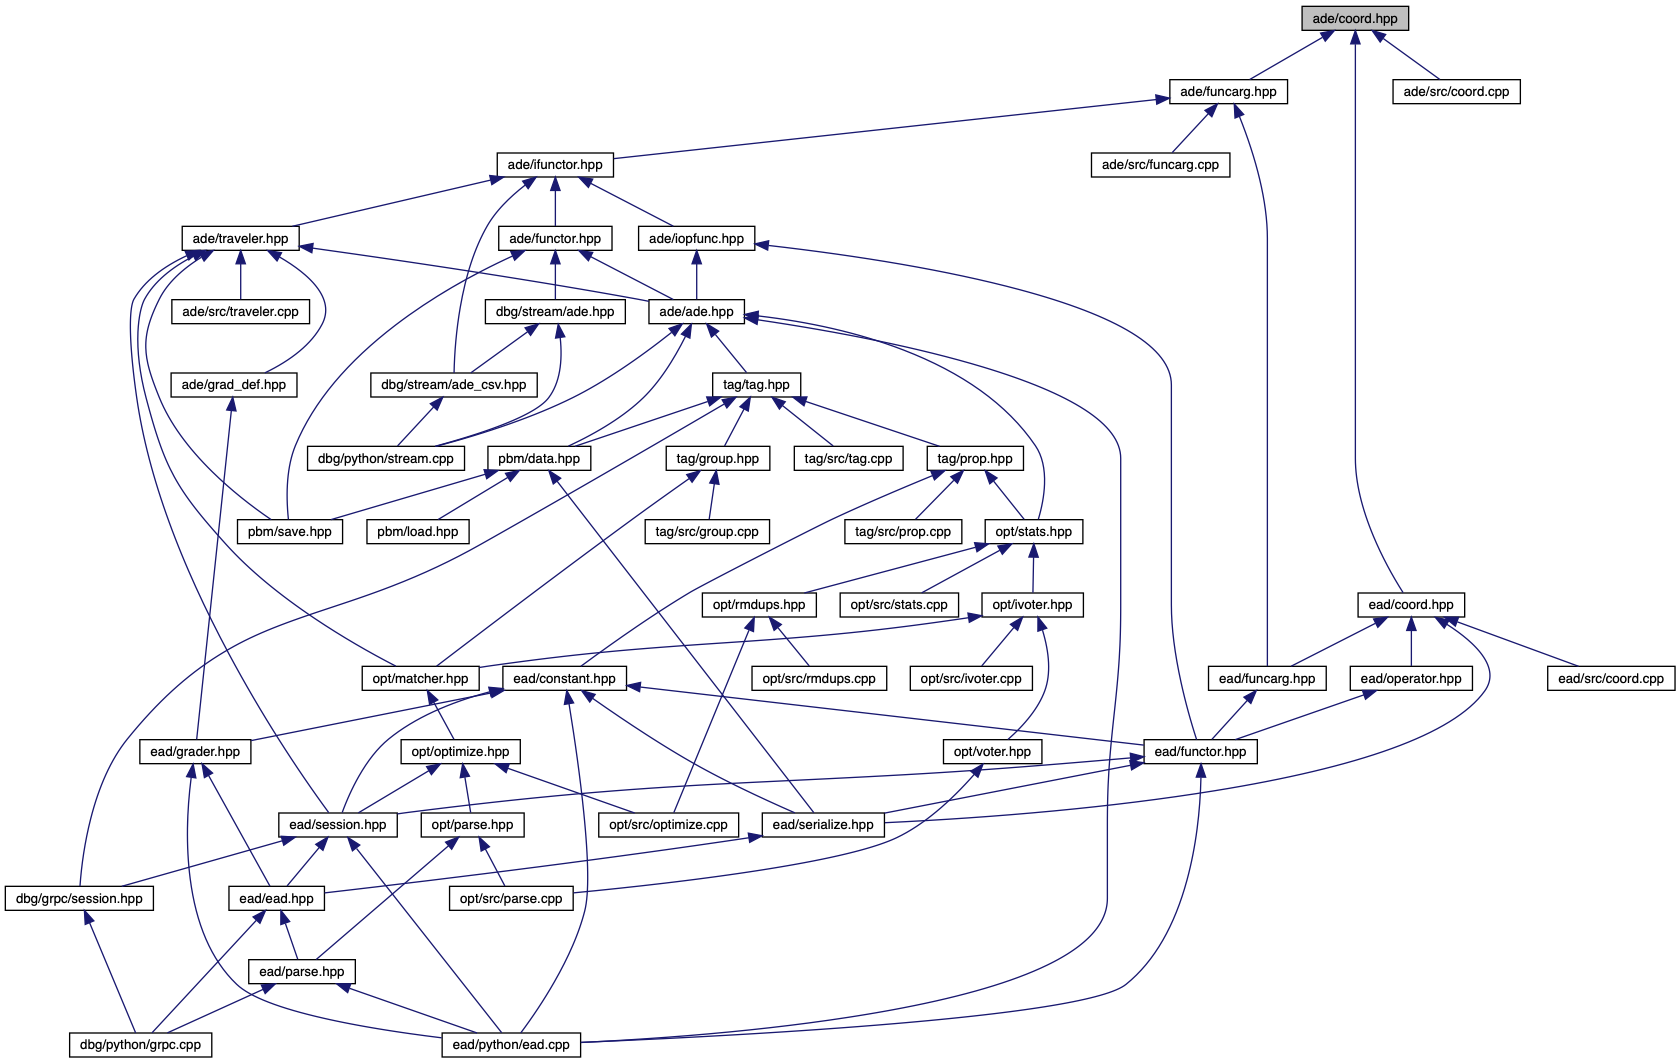 ade/coord.hpp
ade/funcarg.hpp
ade/src/coord.cpp
ade/ifunctor.hpp
ade/src/funcarg.cpp
ade/traveler.hpp
ade/functor.hpp
ade/iopfunc.hpp
ade/src/traveler.cpp
dbg/stream/ade.hpp
ade/ade.hpp
ade/grad_def.hpp
dbg/stream/ade_csv.hpp
tag/tag.hpp
dbg/python/stream.cpp
pbm/data.hpp
tag/group.hpp
tag/src/tag.cpp
tag/prop.hpp
pbm/save.hpp
pbm/load.hpp
tag/src/group.cpp
tag/src/prop.cpp
opt/stats.hpp
opt/rmdups.hpp
opt/src/stats.cpp
opt/ivoter.hpp
ead/coord.hpp
opt/matcher.hpp
ead/constant.hpp
opt/src/rmdups.cpp
opt/src/ivoter.cpp
ead/funcarg.hpp
ead/operator.hpp
ead/src/coord.cpp
ead/grader.hpp
opt/optimize.hpp
opt/voter.hpp
ead/functor.hpp
ead/session.hpp
opt/parse.hpp
opt/src/optimize.cpp
ead/serialize.hpp
dbg/grpc/session.hpp
ead/ead.hpp
opt/src/parse.cpp
ead/parse.hpp
dbg/python/grpc.cpp
ead/python/ead.cpp